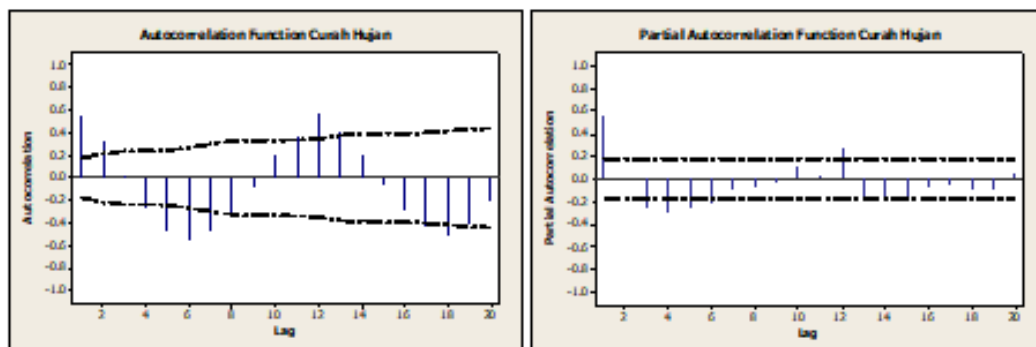 Autocorrelation Function Curah Hujan
Autocorrelation
1.0
0.8
0.6
0.4
0.2
0.0
-0.2
-0.4
-0.6
-0.8
-1.0
2 4 6 8 10 12 14 16 18 20
Lag
Partial Autocorrelation Function Curah Hujan
Partial Autocorrelation
1.0
0.8
0.6
0.4
0.2
0.0
-0.2
-0.4
-0.6
-0.8
-1.0
2 4 6 8 10 12 14 16 18 20
Lag